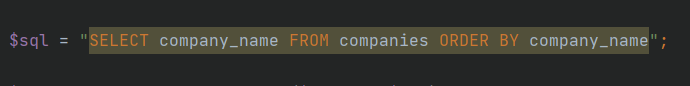 $sql = "SELECT company_name FROM companies ORDER BY company_name";